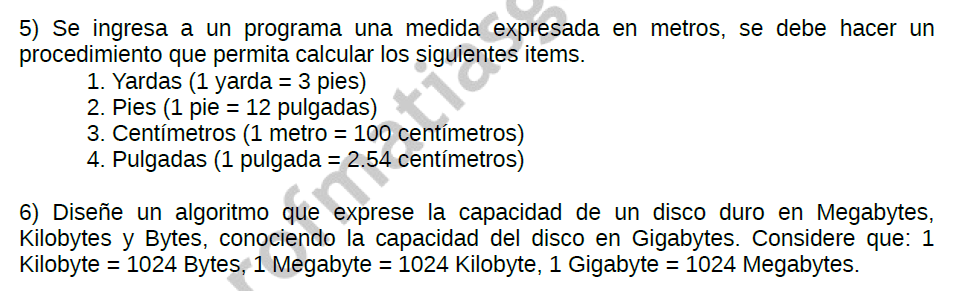 5) Se ingresa a un programa una medida expresada en metros, se debe hacer un
procedimiento que permita calcular los siguientes ítems.
1. Yardas (1 yarda = 3 pies)
2. Pies (1 pie = 12 pulgadas)
3. Centímetros (1 metro = 100 centímetros)
4. Pulgadas (1 pulgada = 2.54 centímetros)
6) Diseñe un algoritmo que exprese la capacidad de un disco duro en Megabytes,
Kilobytes y Bytes, conociendo la capacidad del disco en Gigabytes. Considere que: 1
Kilobyte = 1024 Bytes, 1 Megabyte = 1024 Kilobyte, 1 Gigabyte = 1024 Megabytes.
rofmatiasg